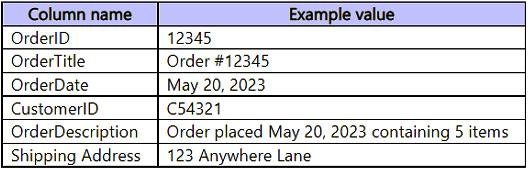 Column name Example value
OrderID 12345
OrderTitle Order #12345
OrderDate May 20, 2023
CustomerID C54321
OrderDescription Order placed May 20, 2023 containing 5 items
Shipping Address 123 Anywhere Lane